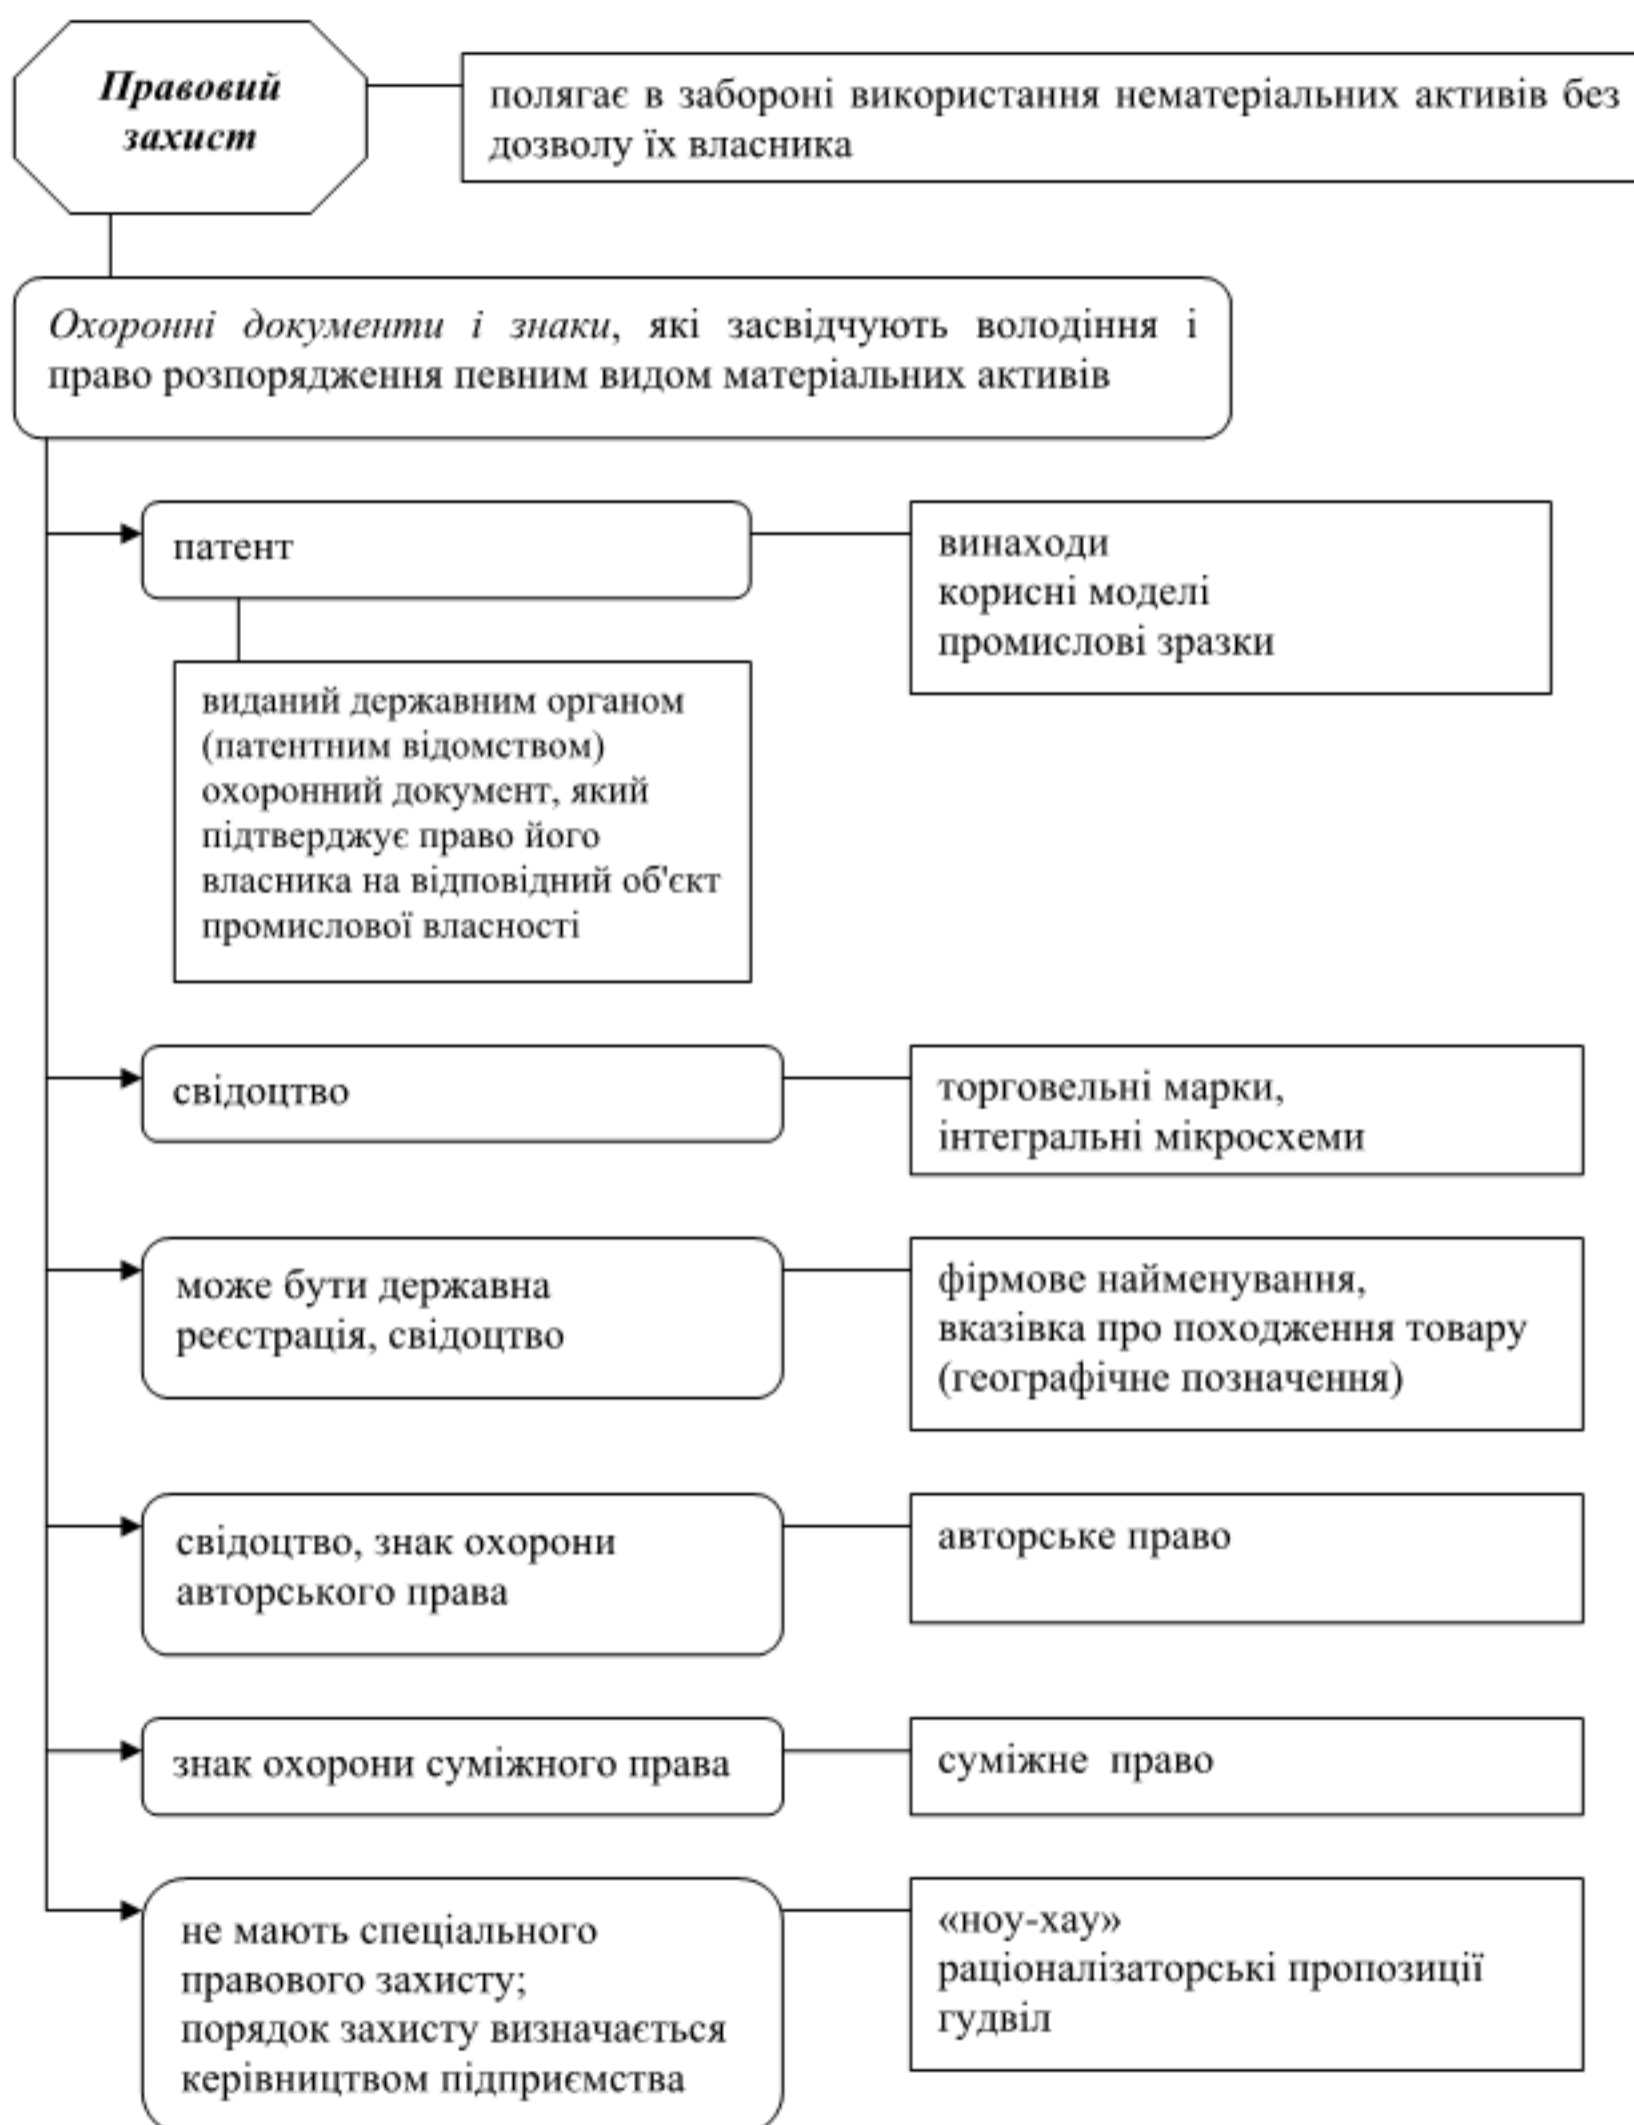 Правовий
захист
полягає в забороні використання нематеріальних активів без
дозволу їх власника
Охоронні документи і знаки, які засвідчують володіння і
право розпорядження певним видом матеріальних активів
патент
винаходи
корисні моделі
промислові зразки
виданий державним органом
(патентним відомством)
охоронний документ, який
підтверджує право його
власника на відповідний об'єкт
промислової власності
свідоцтво
торговельні марки,
інтегральні мікросхеми
може бути державна
реєстрація, свідоцтво
фірмове найменування,
вказівка про походження товару
(географічне позначення)
свідоцтво, знак охорони
авторського права
авторське право
знак охорони суміжного права
суміжне право
не мають спеціального
правового захисту;
порядок захисту визначається
керівництвом підприємства
«ноу-хау»
раціоналізаторські пропозиції
гудвіл